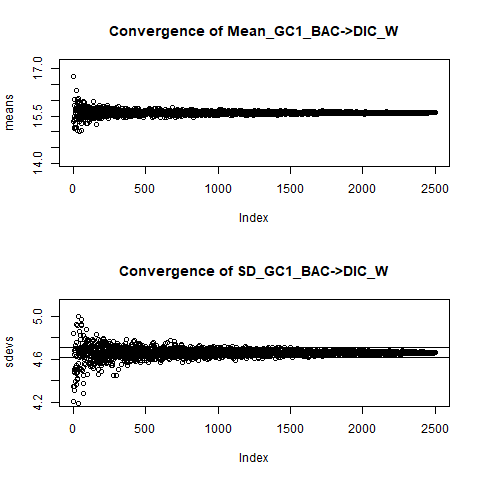 Convergence of Mean_GC1_BAC->DIC_W
means
17.0
15.5
14.0
0 500 1000 1500 2000 2500
Index
Convergence of SD_GC1_BAC->DIC_W
sdevs
5.0
4.6
4.2
0 500 1000 1500 2000 2500
Index